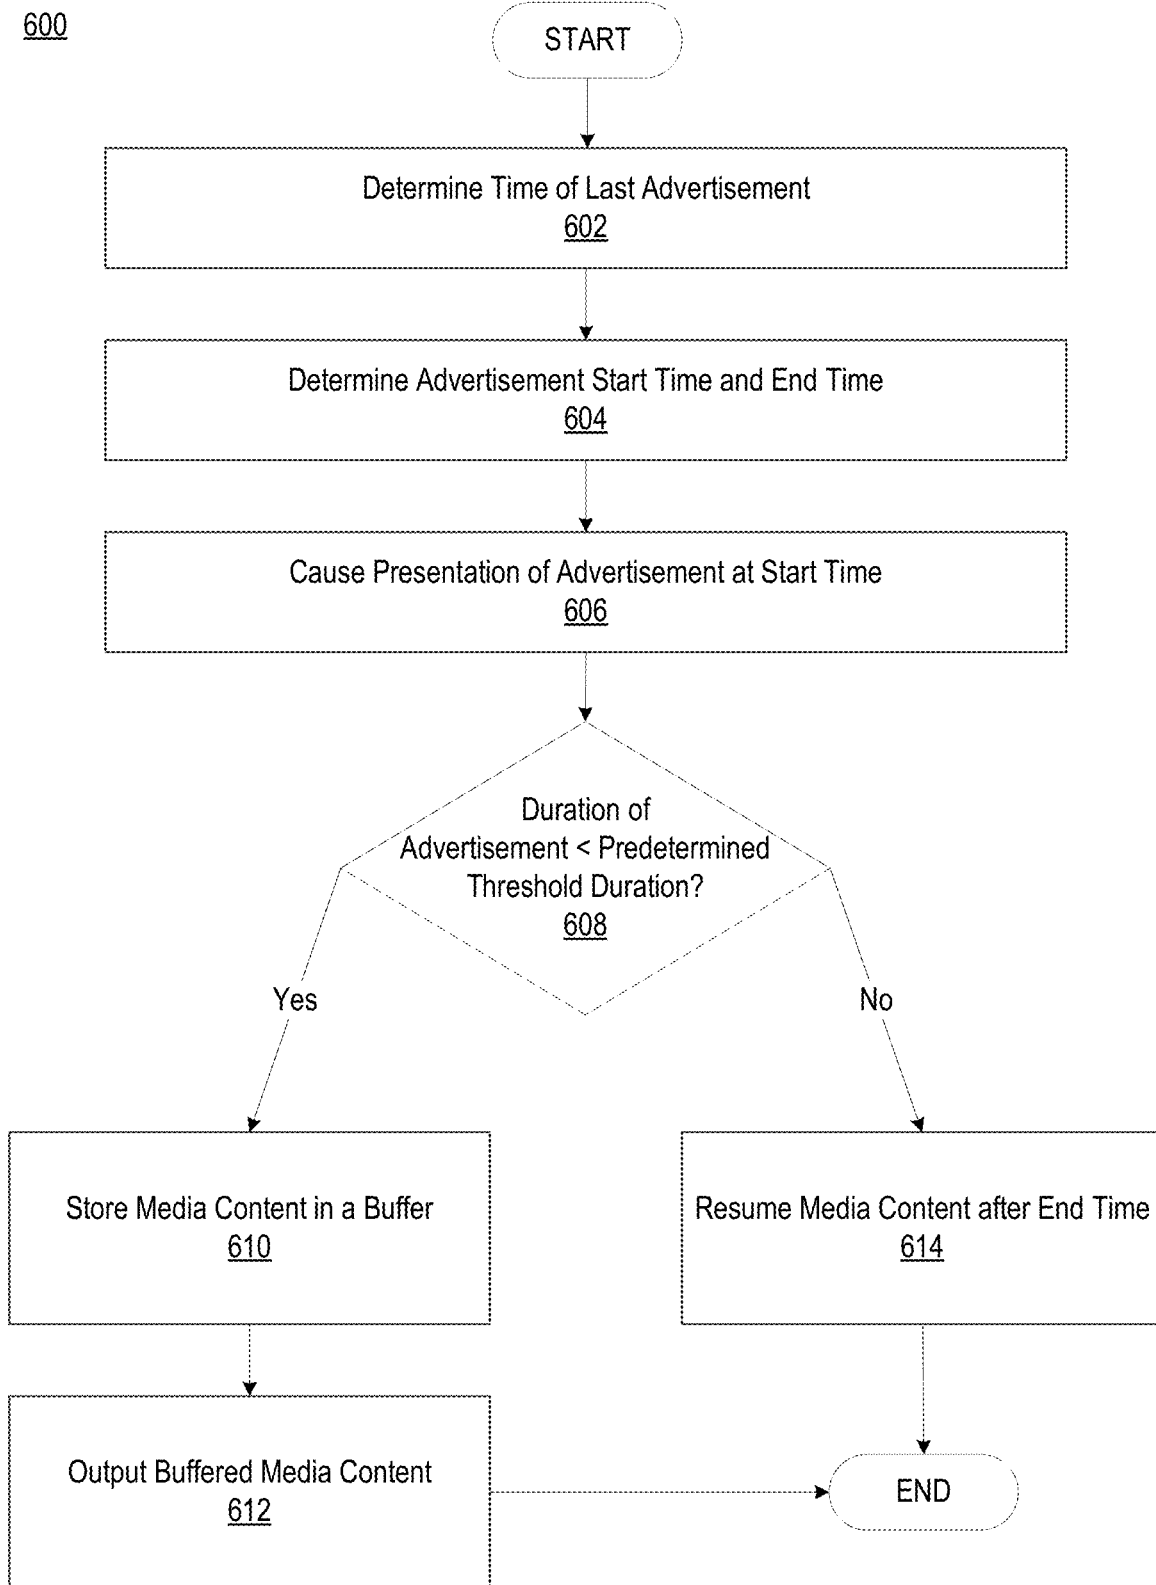 600
START
Determine Time of Last Advertisement
602
Determine Advertisement Start Time and End Time
604
Cause Presentation of Advertisement at Start Time
606
Duration of
Advertisement < Predetermined
Threshold Duration?
608
Yes
No
Store Media Content in a Buffer
610
Resume Media Content after End Time
614
Output Buffered Media Content
612
END